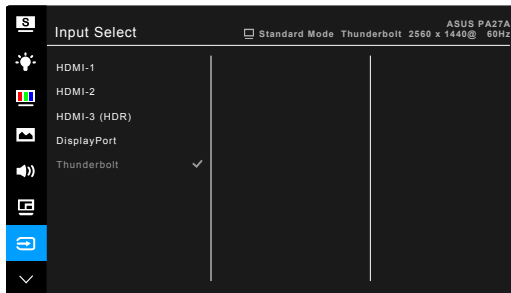 S
Input Select
ASUS PA27A
Standard Mode Thunderbolt 2560 x 1440@ 60Hz
HDMI-1
HDMI-2
HDMI-3 (HDR)
DisplayPort
Thunderbolt